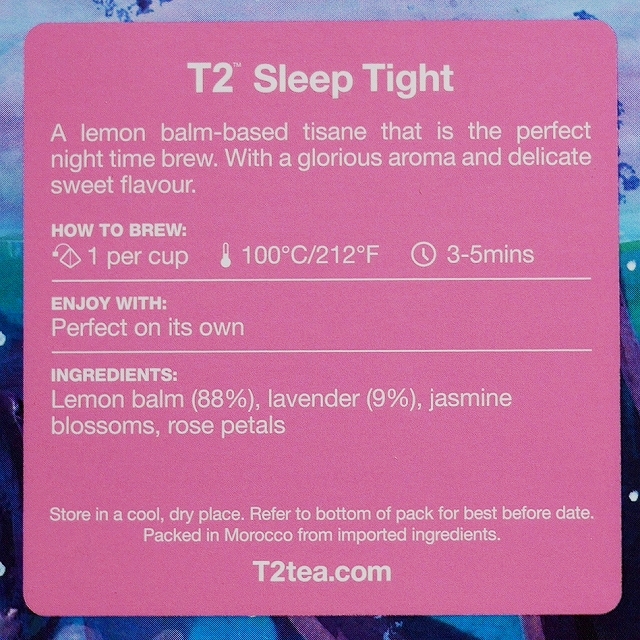 T2™ Sleep Tight
A lemon balm-based tisane that is the perfect
night time brew. With a glorious aroma and delicate
sweet flavour.
HOW TO BREW:
1 per cup 100°C/212°F 3-5mins
ENJOY WITH:
Perfect on its own
INGREDIENTS:
Lemon balm (88%), lavender (9%), jasmine
blossoms, rose petals
Store in a cool, dry place. Refer to bottom of pack for best before date.
Packed in Morocco from imported ingredients.
T2tea.com